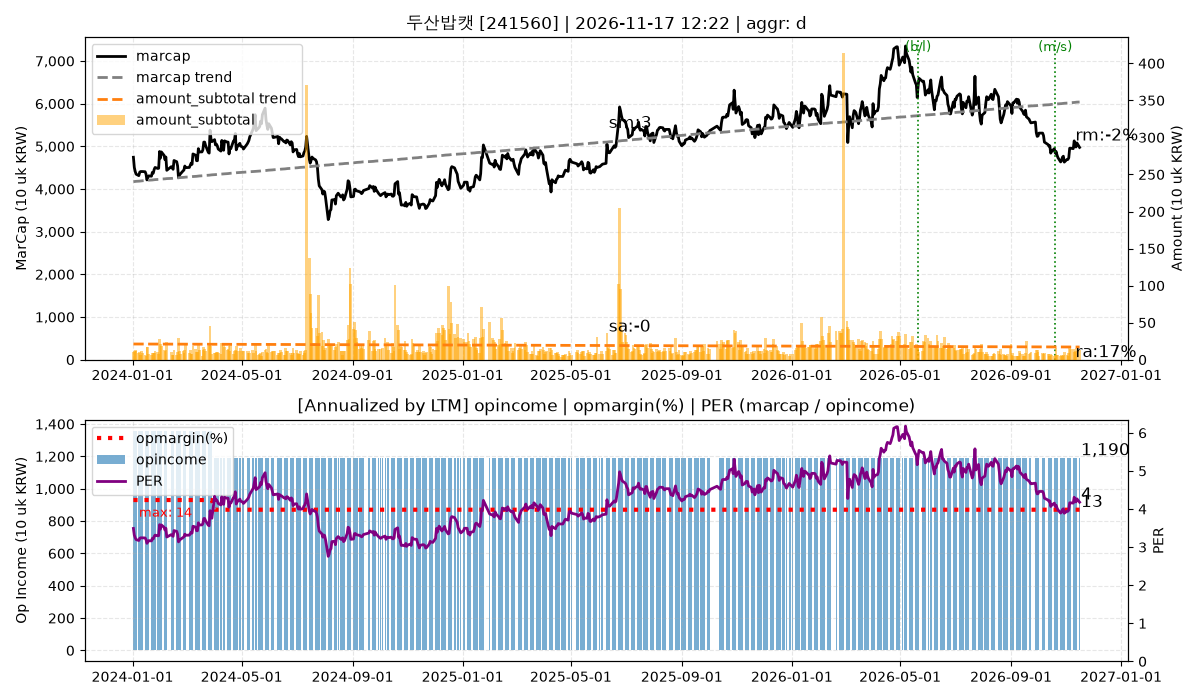 두산밥캣 [241560] | 2026-11-17 12:22 | aggr: d
marcap
marcap trend
amount_subtotal trend
amount_subtotal
(b/l)
(m/s)
sm:3
rm:-2%
sa:-0
ra:17%
MarCap (10 uk KRW)
7,000
6,000
5,000
4,000
3,000
2,000
1,000
0
Amount (10 uk KRW)
400
350
300
250
200
150
100
50
0
2024-01-01
2024-05-01
2024-09-01
2025-01-01
2025-05-01
2025-09-01
2026-01-01
2026-05-01
2026-09-01
2027-01-01
[Annualized by LTM] opincome | opmargin(%) | PER (marcap / opincome)
opmargin(%)
opincome
PER
max: 14
1,190
4
13
Op Income (10 uk KRW)
1,400
1,200
1,000
800
600
400
200
0
PER
6
5
4
3
2
1
0
2024-01-01
2024-05-01
2024-09-01
2025-01-01
2025-05-01
2025-09-01
2026-01-01
2026-05-01
2026-09-01
2027-01-01